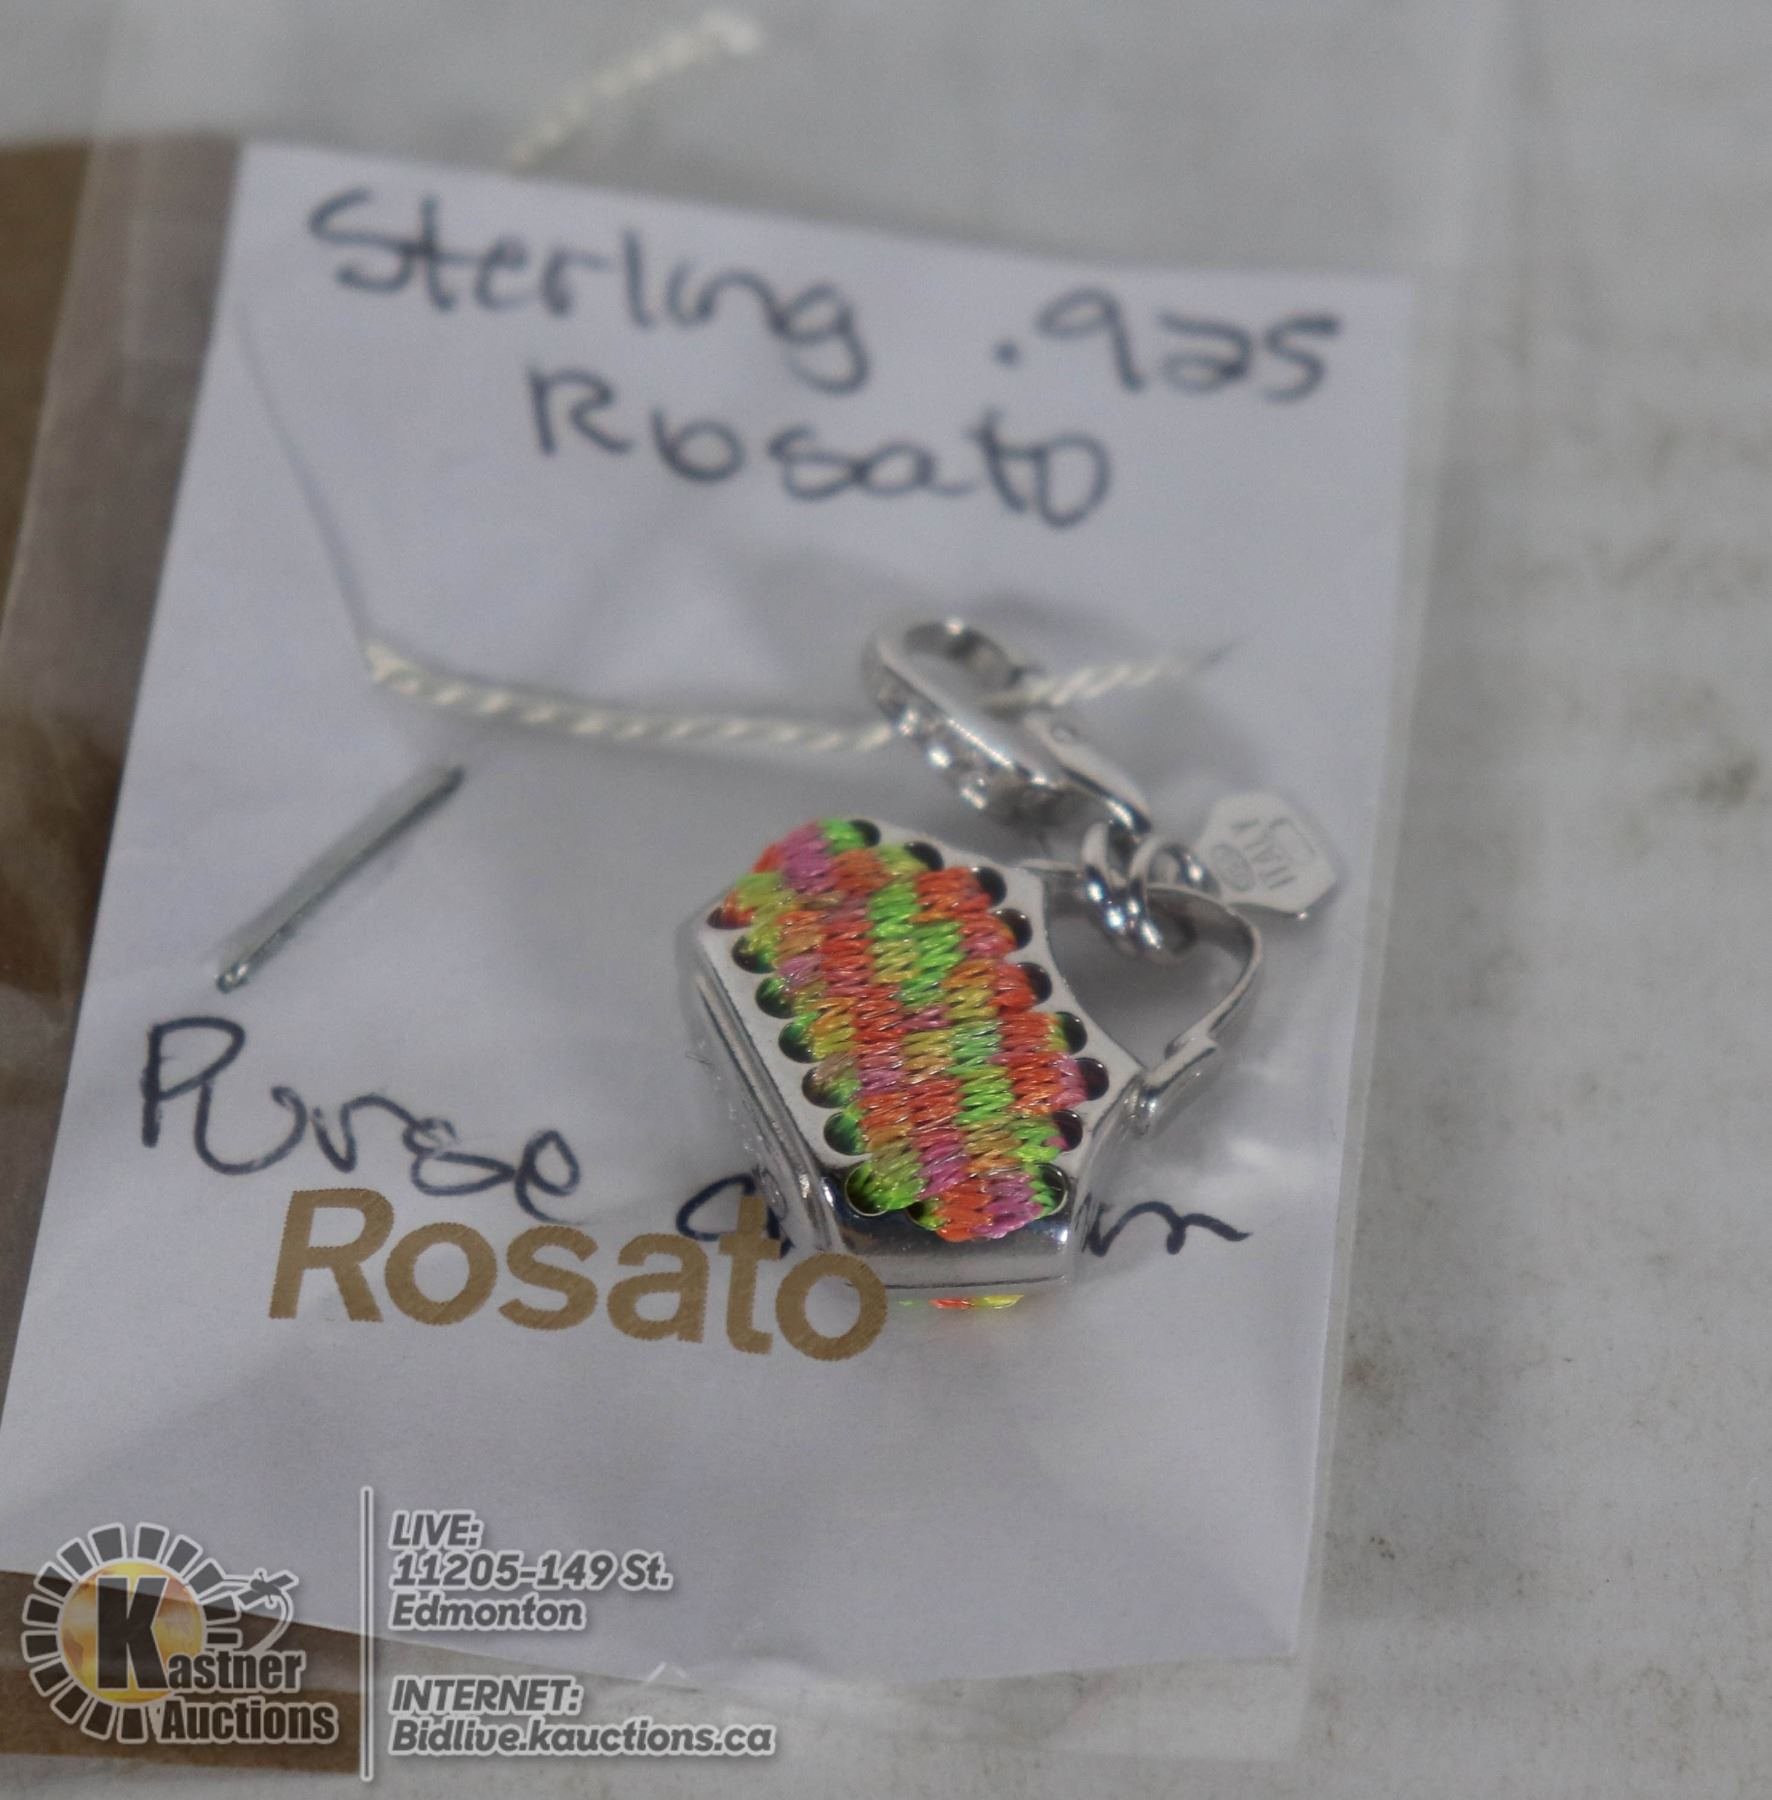 Sterling .925
Rosato
ITALY
Purse
Rosato
Kastner
Auctions
LIVE:
11205-149 St.
Edmonton
INTERNET:
Bidlive.kauctions.ca